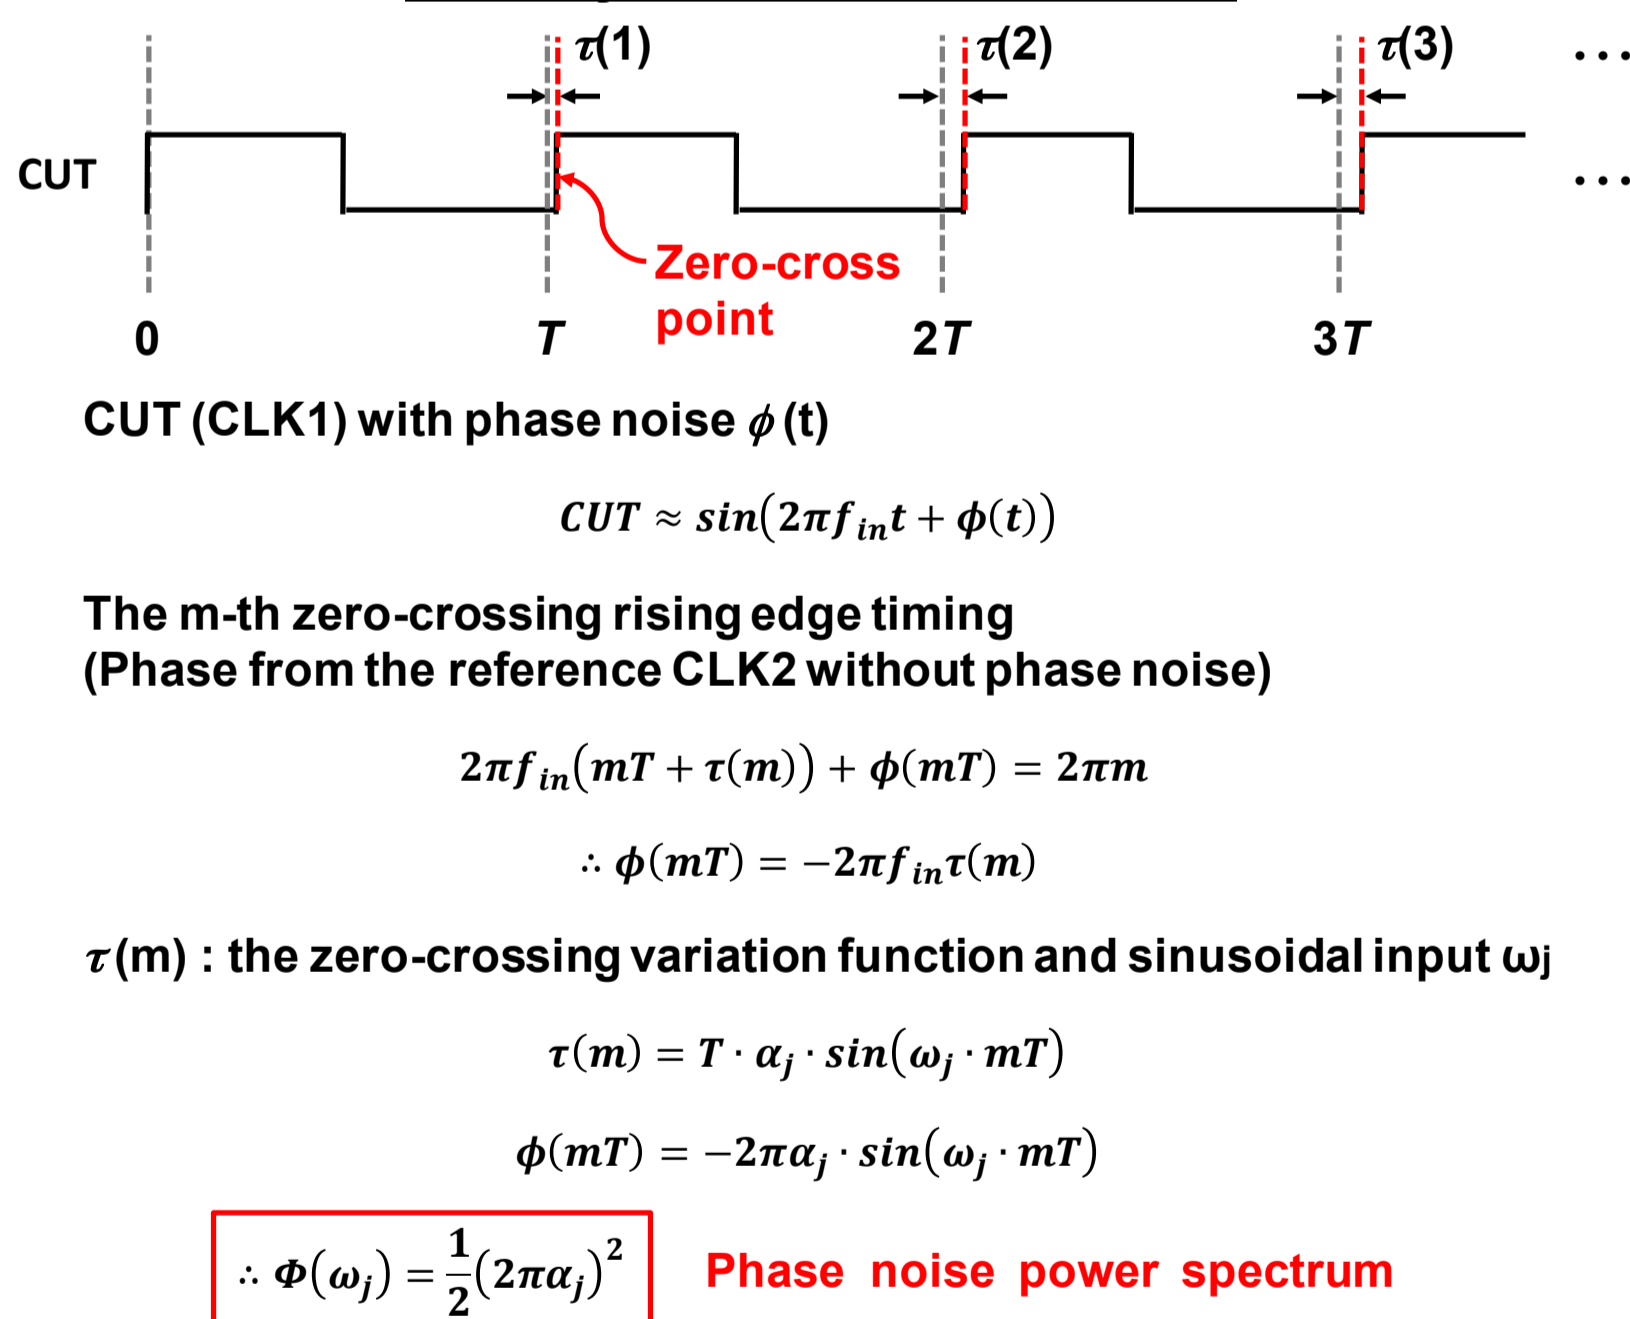 τ(1) τ(2) τ(3) ...
CUT ...
Zero-cross
point
0 T 2T 3T
CUT (CLK1) with phase noise ϕ(t)
CUT ≈ sin(2πf_in t + ϕ(t))
The m-th zero-crossing rising edge timing
(Phase from the reference CLK2 without phase noise)
2πf_in(mT + τ(m)) + ϕ(mT) = 2πm
∴ ϕ(mT) = −2πf_in τ(m)
τ(m) : the zero-crossing variation function and sinusoidal input ωj
τ(m) = T · α_j · sin(ω_j · mT)
ϕ(mT) = −2πα_j · sin(ω_j · mT)
∴ Φ(ω_j) = 1/2 (2πα_j)^2 Phase noise power spectrum